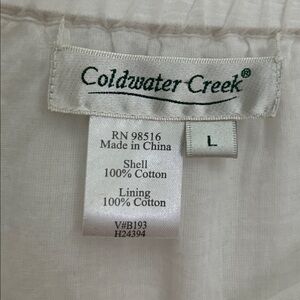 Coldwater Creek®
RN 98516
Made in China
L
Shell
100% Cotton
Lining
100% Cotton
V#B193
H24394